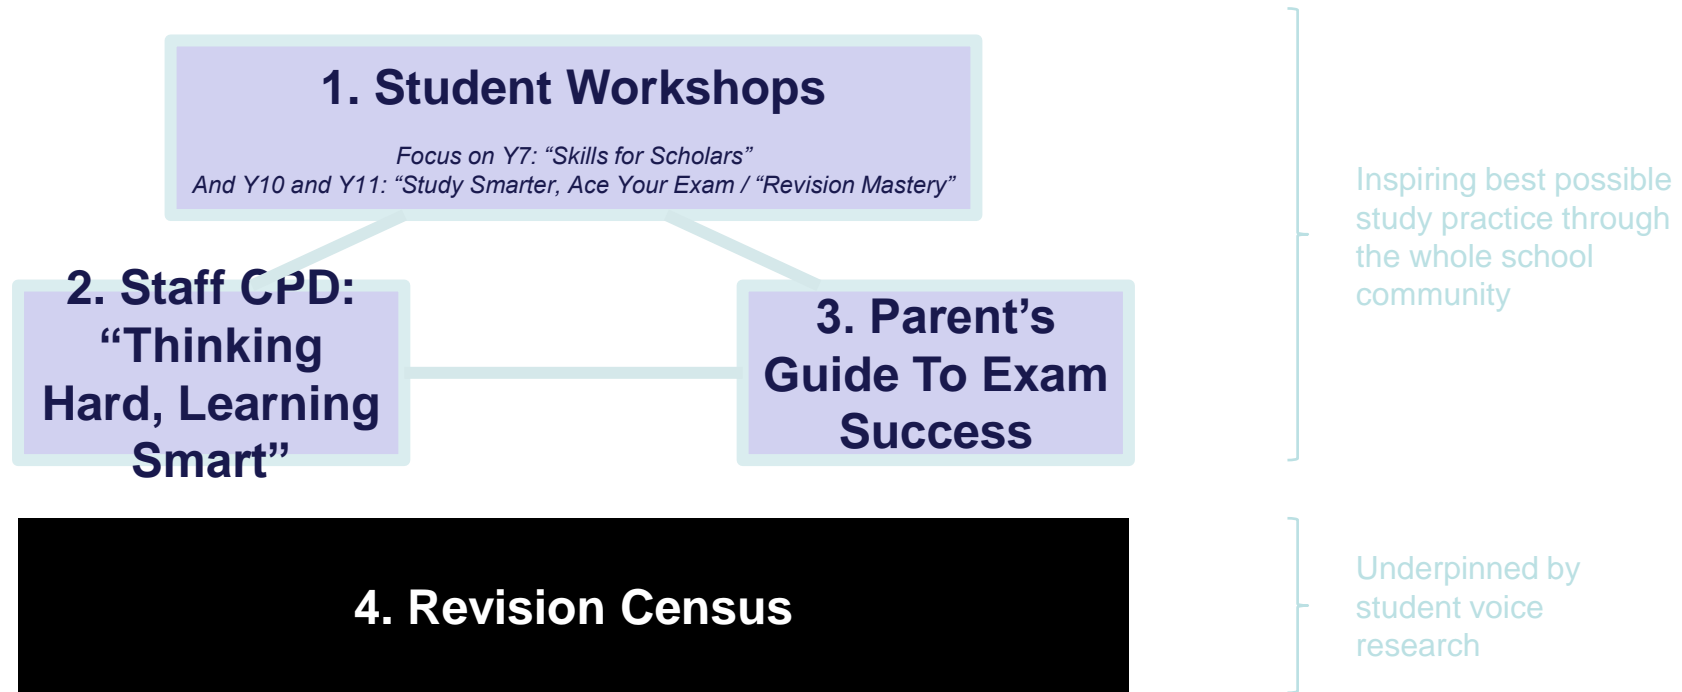 1. Student Workshops
Focus on Y7: “Skills for Scholars”
And Y10 and Y11: “Study Smarter, Ace Your Exam / “Revision Mastery”
2. Staff CPD:
“Thinking
Hard, Learning
Smart”
3. Parent’s
Guide To Exam
Success
Inspiring best possible
study practice through
the whole school
community
4. Revision Census
Underpinned by
student voice
research